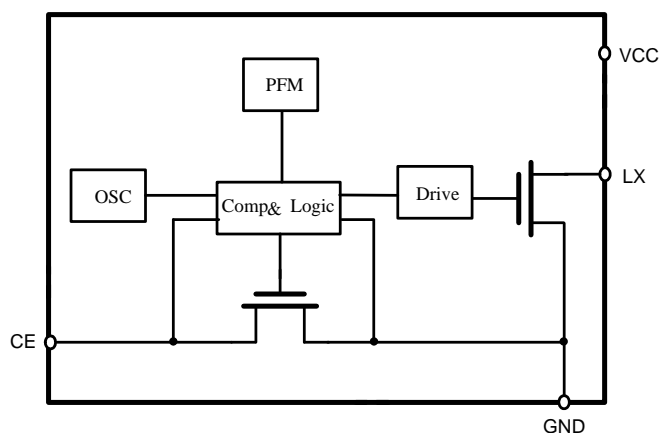 VCC
PFM
LX
OSC
Comp& Logic
Drive
CE
GND